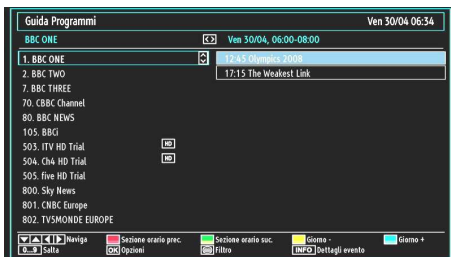 Guida Programmi Ven 30/04 06:34
BBC ONE Ven 30/04, 06:00-08:00
1. BBC ONE 12:45 Olympics 2008
2. BBC TWO 17:15 The Weakest Link
7. BBC THREE
70. CBBC Channel
80. BBC NEWS
105. BBCi
503. ITV HD Trial HD
504. Ch4 HD Trial HD
505. five HD Trial
800. Sky News
801. CNBC Europe
802. TV5MONDE EUROPE
Naviga Sezione orario prec. Sezione orario suc. Giorno - Giorno +
0...9 Salta OK Opzioni Filtro INFO Dettagli evento